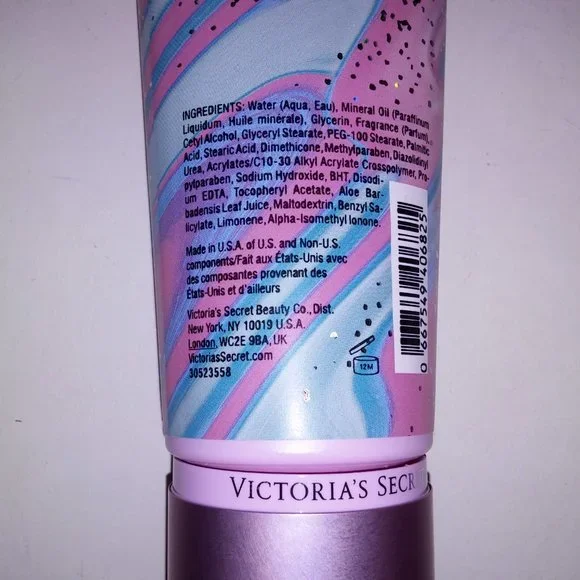 INGREDIENTS: Water (Aqua, Eau), Mineral Oil (Paraffinum
Liquidum, Huile minérale), Glycerin, Fragrance (Parfum),
Cetyl Alcohol, Glyceryl Stearate, PEG-100 Stearate, Palmitic
Acid, Stearic Acid, Dimethicone, Methylparaben, Diazolidinyl
Urea, Acrylates/C10-30 Alkyl Acrylate Crosspolymer, Pro-
pylparaben, Sodium Hydroxide, BHT, Disodi-
um EDTA, Tocopheryl Acetate, Aloe Bar-
badensis Leaf Juice, Maltodextrin, Benzyl Sa-
licylate, Limonene, Alpha-Isomethyl Ionone.
Made in U.S.A. of U.S. and Non-U.S.
components/Fait aux États-Unis avec
des composantes provenant des
États-Unis et d'ailleurs
Victoria's Secret Beauty Co., Dist.
New York, NY 10019 U.S.A.
London, WC2E 9BA, UK
VictoriasSecret.com
30523558
12M
0 667549 406825
VICTORIA'S SECR